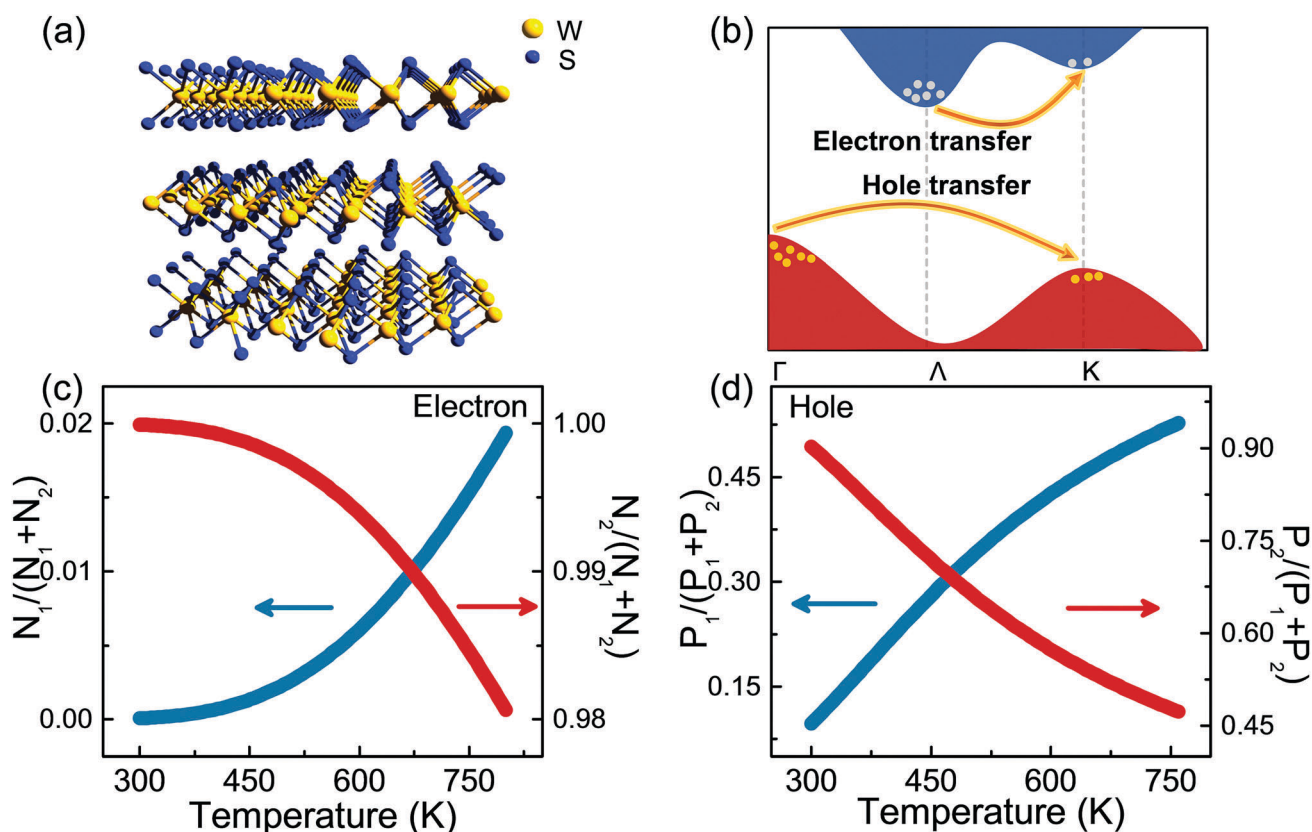 (a)
W
S
(b)
Electron transfer
Hole transfer
Γ Λ K
(c)
Electron
N₁/(N₁+N₂)
0.02
0.01
0.00
1.00
0.99
0.98
N₂/(N₁+N₂)
300 450 600 750
Temperature (K)
(d)
Hole
P₁/(P₁+P₂)
0.45
0.30
0.15
0.90
0.75
0.60
0.45
P₂/(P₁+P₂)
300 450 600 750
Temperature (K)